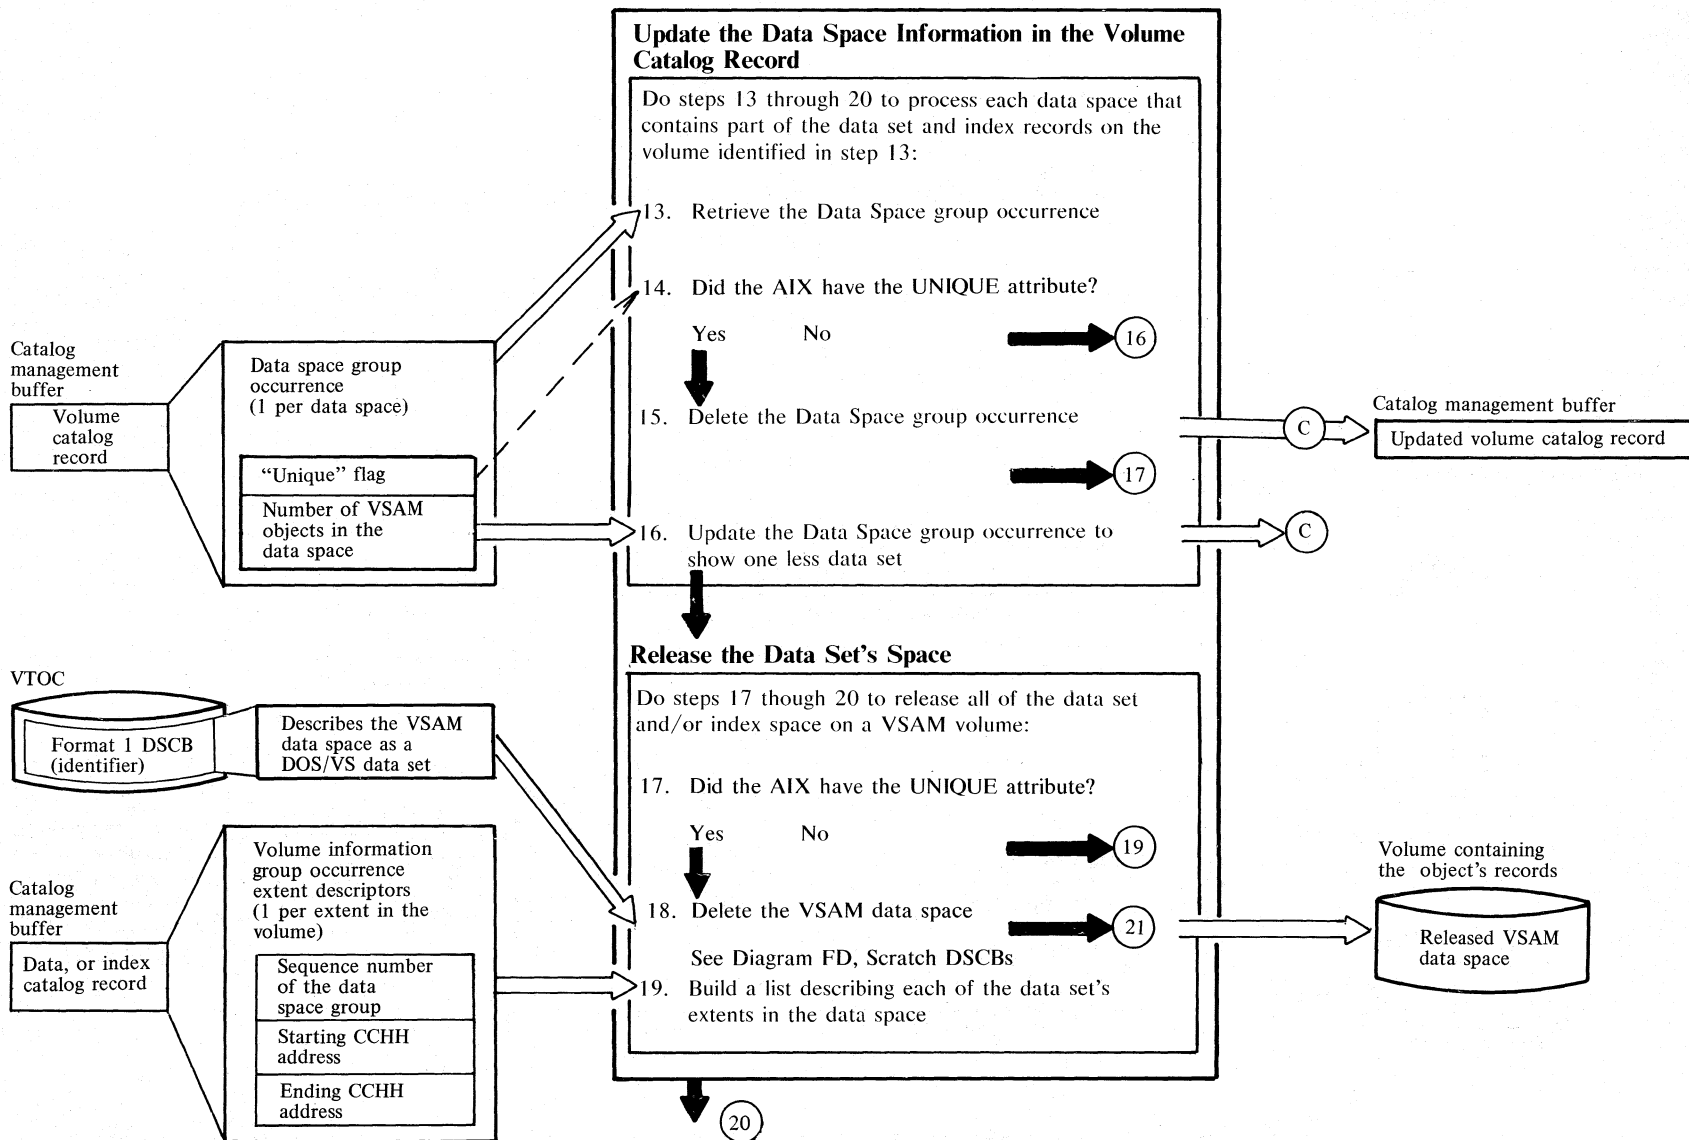 Update the Data Space Information in the Volume
Catalog Record
Do steps 13 through 20 to process each data space that
contains part of the data set and index records on the
volume identified in step 13:
13. Retrieve the Data Space group occurrence
14. Did the AIX have the UNIQUE attribute?
Yes No
16
15. Delete the Data Space group occurrence
C
17
16. Update the Data Space group occurrence to
show one less data set
C
Catalog
management
buffer
Volume
catalog
record
Data space group
occurrence
(1 per data space)
“Unique” flag
Number of VSAM
objects in the
data space
Catalog management buffer
Updated volume catalog record
Release the Data Set's Space
Do steps 17 though 20 to release all of the data set
and/or index space on a VSAM volume:
17. Did the AIX have the UNIQUE attribute?
Yes No
19
18. Delete the VSAM data space
21
See Diagram FD, Scratch DSCBs
19. Build a list describing each of the data set's
extents in the data space
20
VTOC
Format 1 DSCB
(identifier)
Describes the VSAM
data space as a
DOS/VS data set
Catalog
management
buffer
Data, or index
catalog record
Volume information
group occurrence
extent descriptors
(1 per extent in the
volume)
Sequence number
of the data
space group
Starting CCHH
address
Ending CCHH
address
Volume containing
the object's records
Released VSAM
data space